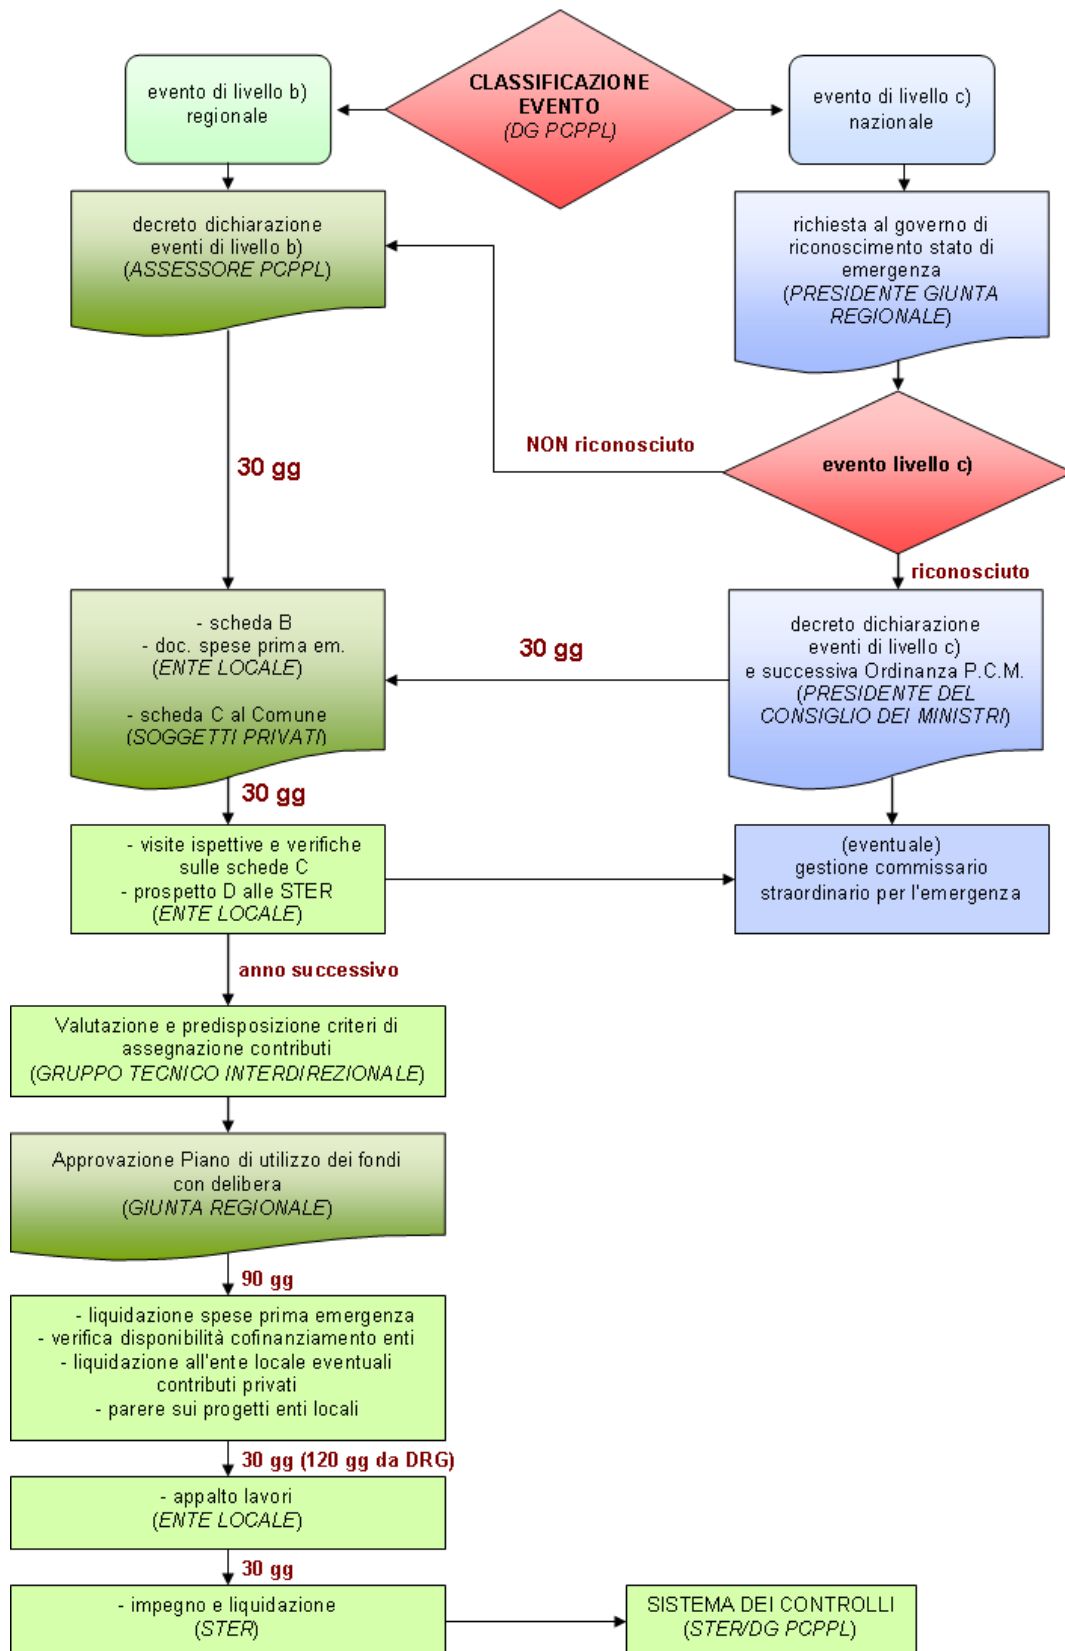 CLASSIFICAZIONE
EVENTO
(DG PCPPL)
evento di livello b)
regionale
evento di livello c)
nazionale
decreto dichiarazione
eventi di livello b)
(ASSESSORE PCPPL)
richiesta al governo di
riconoscimento stato di
emergenza
(PRESIDENTE GIUNTA
REGIONALE)
NON riconosciuto
evento livello c)
30 gg
riconosciuto
- scheda B
- doc. spese prima em.
(ENTE LOCALE)
- scheda C al Comune
(SOGGETTI PRIVATI)
30 gg
decreto dichiarazione
eventi di livello c)
e successiva Ordinanza P.C.M.
(PRESIDENTE DEL
CONSIGLIO DEI MINISTRI)
30 gg
- visite ispettive e verifiche
sulle schede C
- prospetto D alle STER
(ENTE LOCALE)
(eventuale)
gestione commissario
straordinario per l'emergenza
anno successivo
Valutazione e predisposizione criteri di
assegnazione contributi
(GRUPPO TECNICO INTERDIREZIONALE)
Approvazione Piano di utilizzo dei fondi
con delibera
(GIUNTA REGIONALE)
90 gg
- liquidazione spese prima emergenza
- verifica disponibilità cofinanziamento enti
- liquidazione all'ente locale eventuali
contributi privati
- parere sui progetti enti locali
30 gg (120 gg da DRG)
- appalto lavori
(ENTE LOCALE)
30 gg
- impegno e liquidazione
(STER)
SISTEMA DEI CONTROLLI
(STER/DG PCPPL)